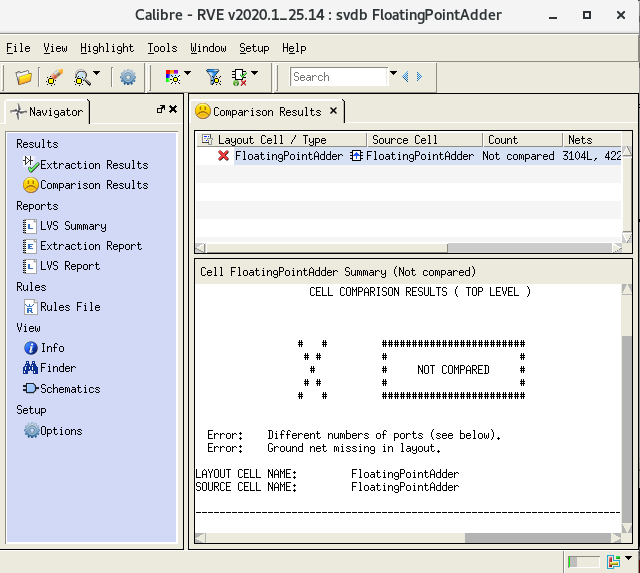 Calibre - RVE v2020.1_25.14 : svdb FloatingPointAdder
File View Highlight Tools Window Setup Help
Search
Navigator
Results
Extraction Results
Comparison Results
Reports
LVS Summary
Extraction Report
LVS Report
Rules
Rules File
View
Info
Finder
Schematics
Setup
Options
Comparison Results
Layout Cell / Type Source Cell Count Nets
FloatingPointAdder FloatingPointAdder Not compared 3104L, 422
Cell FloatingPointAdder Summary (Not compared)
CELL COMPARISON RESULTS ( TOP LEVEL )
# # ########################
# # # #
# # NOT COMPARED #
# # # #
# # ########################
Error: Different numbers of ports (see below).
Error: Ground net missing in layout.
LAYOUT CELL NAME: FloatingPointAdder
SOURCE CELL NAME: FloatingPointAdder